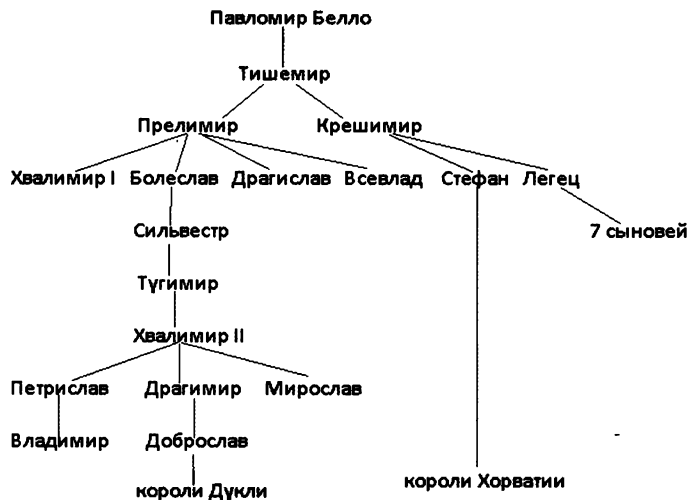 Павломир Белло
Тишемир
Прелимир Крешимир
Хвалимир I Болеслав Драгислав Всевлад Стефан Легец
Сильвестр 7 сыновей
Тугимир
Хвалимир II
Петрислав Драгимир Мирослав
Владимир Доброслав
короли Дукли короли Хорватии